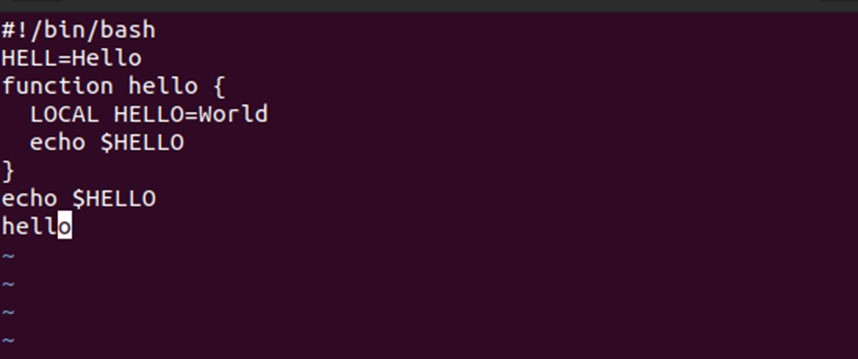 #!/bin/bash
HELL=Hello
function hello {
  LOCAL HELLO=World
  echo $HELLO
}
echo $HELLO
hello
~
~
~
~